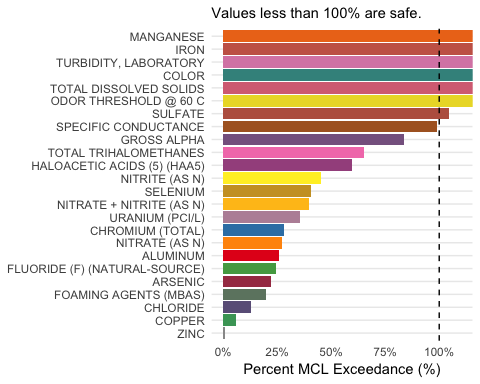 Values less than 100% are safe.
MANGANESE
IRON
TURBIDITY, LABORATORY
COLOR
TOTAL DISSOLVED SOLIDS
ODOR THRESHOLD @ 60 C
SULFATE
SPECIFIC CONDUCTANCE
GROSS ALPHA
TOTAL TRIHALOMETHANES
HALOACETIC ACIDS (5) (HAA5)
NITRITE (AS N)
SELENIUM
NITRATE + NITRITE (AS N)
URANIUM (PCI/L)
CHROMIUM (TOTAL)
NITRATE (AS N)
ALUMINUM
FLUORIDE (F) (NATURAL-SOURCE)
ARSENIC
FOAMING AGENTS (MBAS)
CHLORIDE
COPPER
ZINC
0% 25% 50% 75% 100%
Percent MCL Exceedance (%)